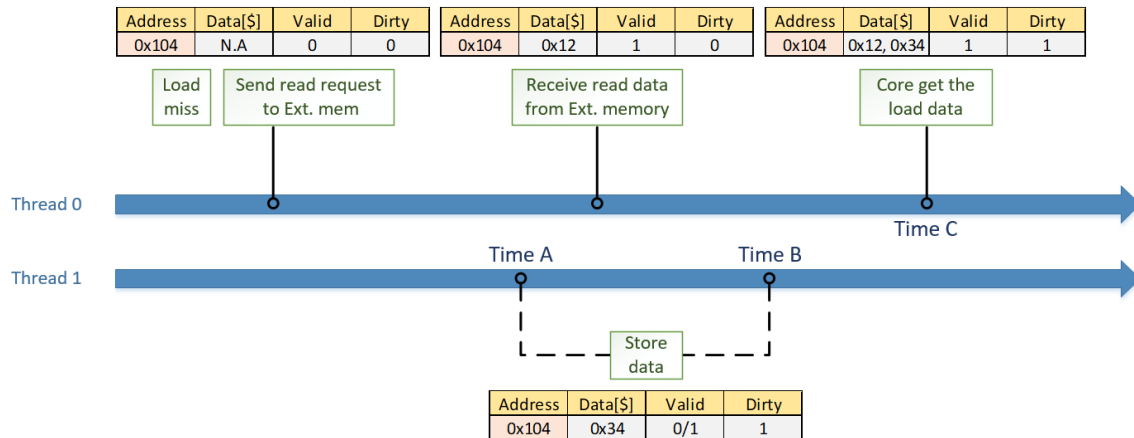 Address Data[$] Valid Dirty
0x104 N.A 0 0
Address Data[$] Valid Dirty
0x104 0x12 1 0
Address Data[$] Valid Dirty
0x104 0x12, 0x34 1 1
Load
miss
Send read request
to Ext. mem
Receive read data
from Ext. memory
Core get the
load data
Thread 0
Time C
Time A
Time B
Thread 1
Store
data
Address Data[$] Valid Dirty
0x104 0x34 0/1 1